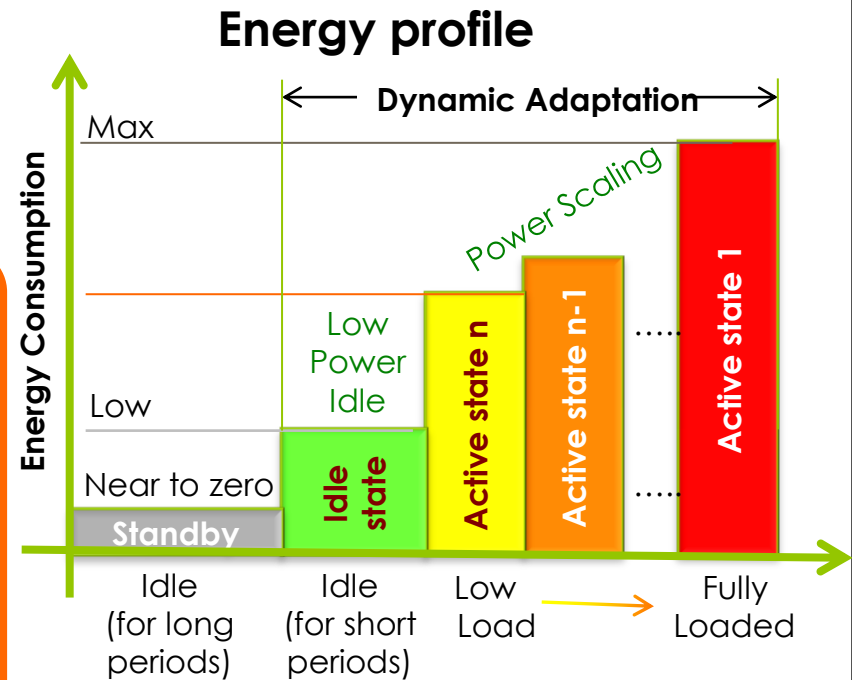 Energy profile
Dynamic Adaptation
Max
Power Scaling
Energy Consumption
Low
Power
Idle
Low
Near to zero
Standby
Idle
state
Active state n
Active state n-1
.....
.....
Active state 1
Idle
(for long
periods)
Idle
(for short
periods)
Low
Load
Fully
Loaded